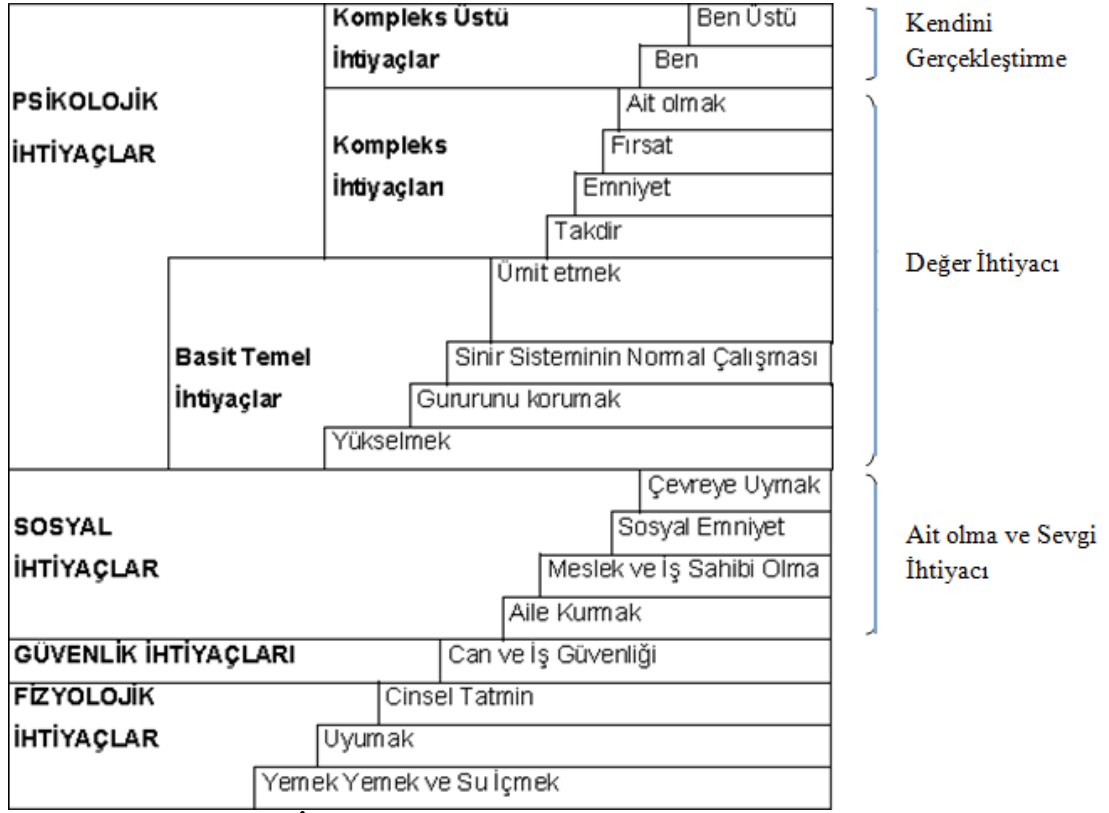 Kompleks Üstü
İhtiyaçlar
Ben Üstü
Ben
Kendini
Gerçekleştirme
PSİKOLOJİK
İHTİYAÇLAR
Kompleks
İhtiyaçları
Ait olmak
Fırsat
Emniyet
Takdir
Değer İhtiyacı
Basit Temel
İhtiyaçlar
Ümit etmek
Sinir Sisteminin Normal Çalışması
Gururunu korumak
Yükselmek
SOSYAL
İHTİYAÇLAR
Çevreye Uymak
Sosyal Emniyet
Meslek ve İş Sahibi Olma
Aile Kurmak
Ait olma ve Sevgi
İhtiyacı
GÜVENLİK İHTİYAÇLARI
Can ve İş Güvenliği
FİZYOLOJİK
İHTİYAÇLAR
Cinsel Tatmin
Uyumak
Yemek Yemek ve Su İçmek